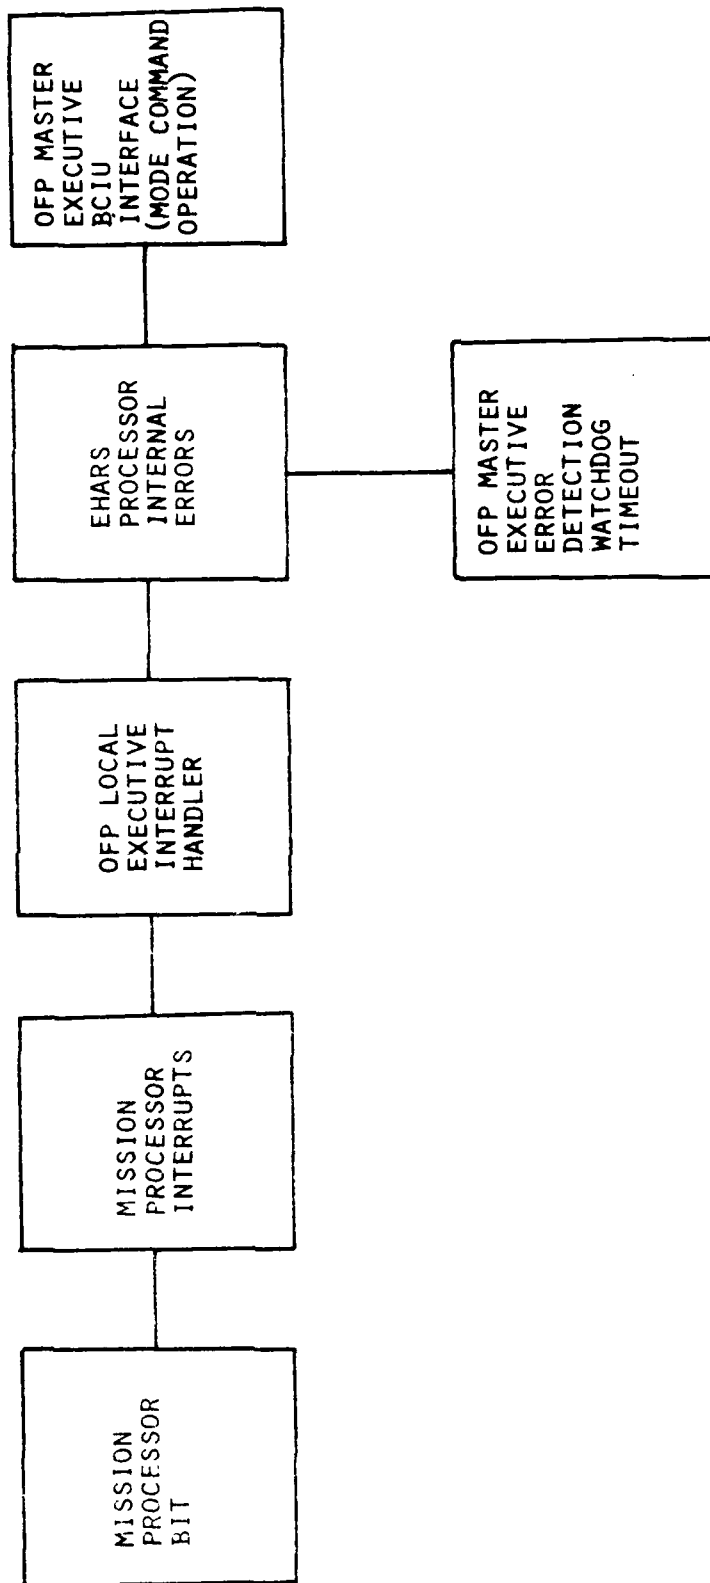 MISSION
PROCESSOR
BIT
MISSION
PROCESSOR
INTERRUPTS
OFP LOCAL
EXECUTIVE
INTERRUPT
HANDLER
EHARS
PROCESSOR
INTERNAL
ERRORS
OFP MASTER
EXECUTIVE
BCIU
INTERFACE
(MODE COMMAND
OPERATION)
OFP MASTER
EXECUTIVE
ERROR
DETECTION
WATCHDOG
TIMEOUT